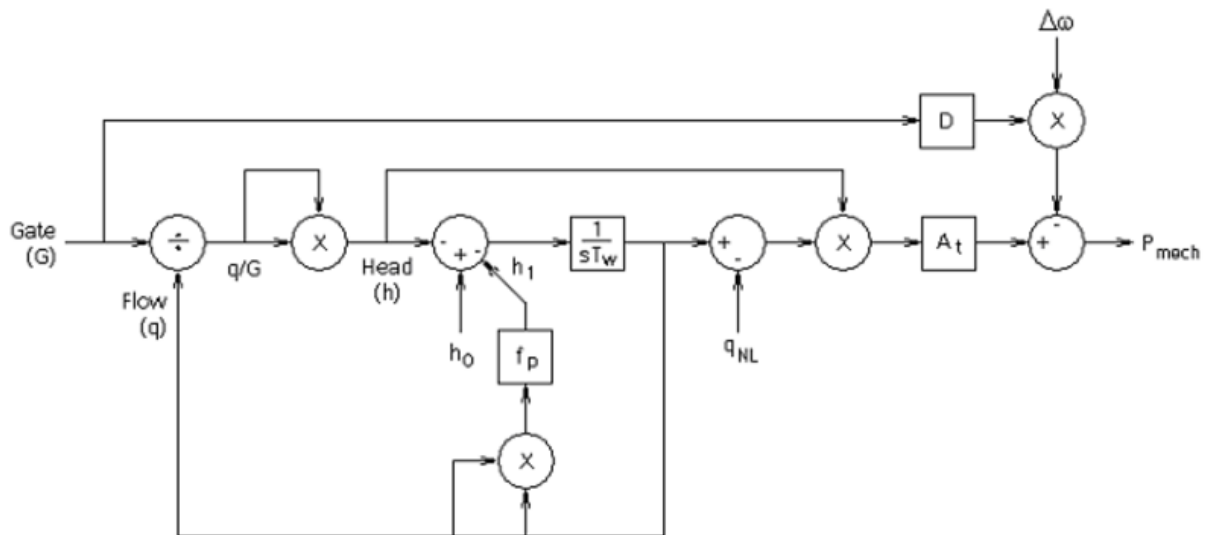 Δω
D
X
Gate
(G)
÷
q/G
X
Head
(h)
-
+
-
h₁
1
sT_w
+
-
X
A_t
+
-
P_mech
Flow
(q)
h₀
f_p
q_NL
X